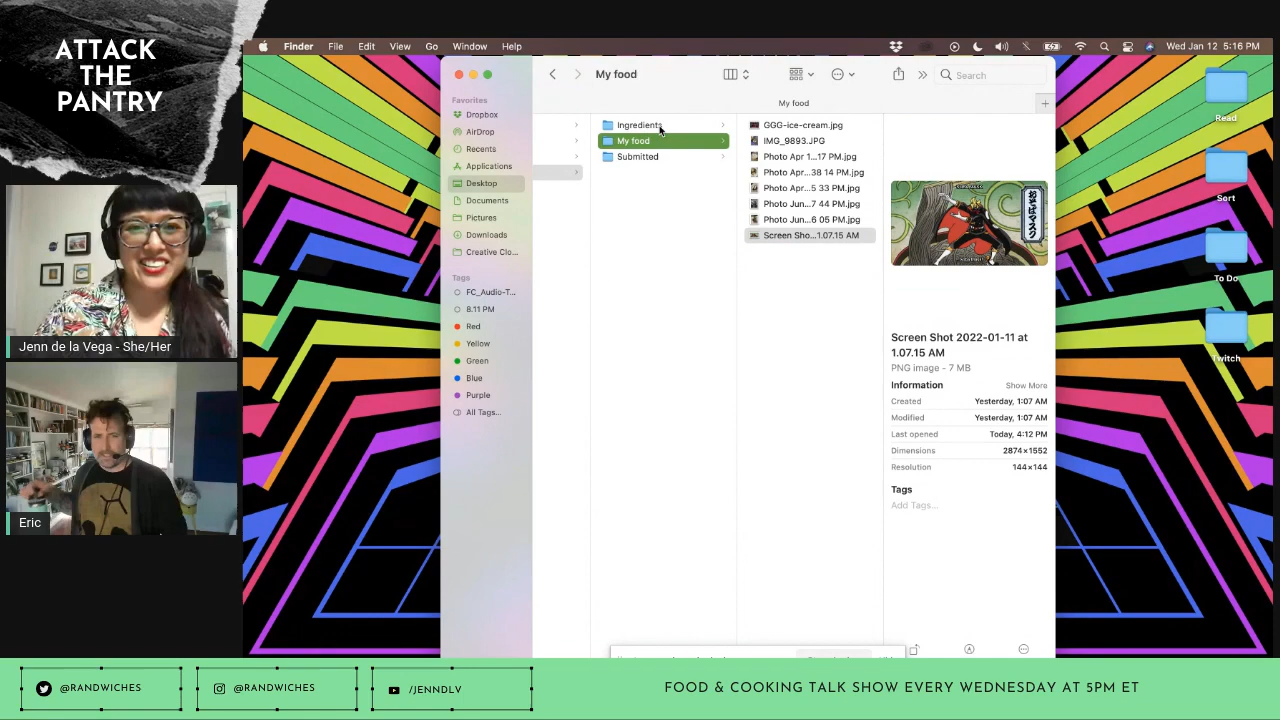 ATTACK
THE
PANTRY
Jenn de la Vega - She/Her
Eric
Finder File Edit View Go Window Help
Wed Jan 12 5:16 PM
My food
Search
My food
Favorites
Dropbox
AirDrop
Recents
Applications
Desktop
Documents
Pictures
Downloads
Creative Clo...
Tags
FC_Audio-T...
8.11 PM
Red
Yellow
Green
Blue
Purple
All Tags...
Ingredients
My food
Submitted
GGG-ice-cream.jpg
IMG_9893.JPG
Photo Apr 1...17 PM.jpg
Photo Apr...38 14 PM.jpg
Photo Apr...5 33 PM.jpg
Photo Jun...7 44 PM.jpg
Photo Jun...6 05 PM.jpg
Screen Sho...1.07.15 AM
Screen Shot 2022-01-11 at
1.07.15 AM
PNG image - 7 MB
Information Show More
Created Yesterday, 1:07 AM
Modified Yesterday, 1:07 AM
Last opened Today, 4:12 PM
Dimensions 2874×1552
Resolution 144×144
Tags
Add Tags...
Read
Sort
To Do
Twitch
@RANDWICHES
@RANDWICHES
/JENNDLV
FOOD & COOKING TALK SHOW EVERY WEDNESDAY AT 5PM ET